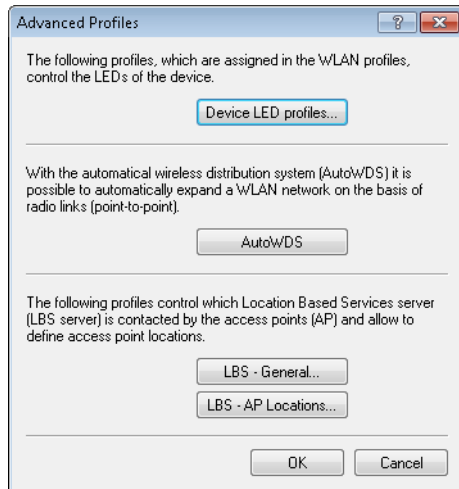 Advanced Profiles
The following profiles, which are assigned in the WLAN profiles,
control the LEDs of the device.
Device LED profiles...
With the automatical wireless distribution system (AutoWDS) it is
possible to automatically expand a WLAN network on the basis of
radio links (point-to-point).
AutoWDS
The following profiles control which Location Based Services server
(LBS server) is contacted by the access points (AP) and allow to
define access point locations.
LBS - General...
LBS - AP Locations...
OK Cancel